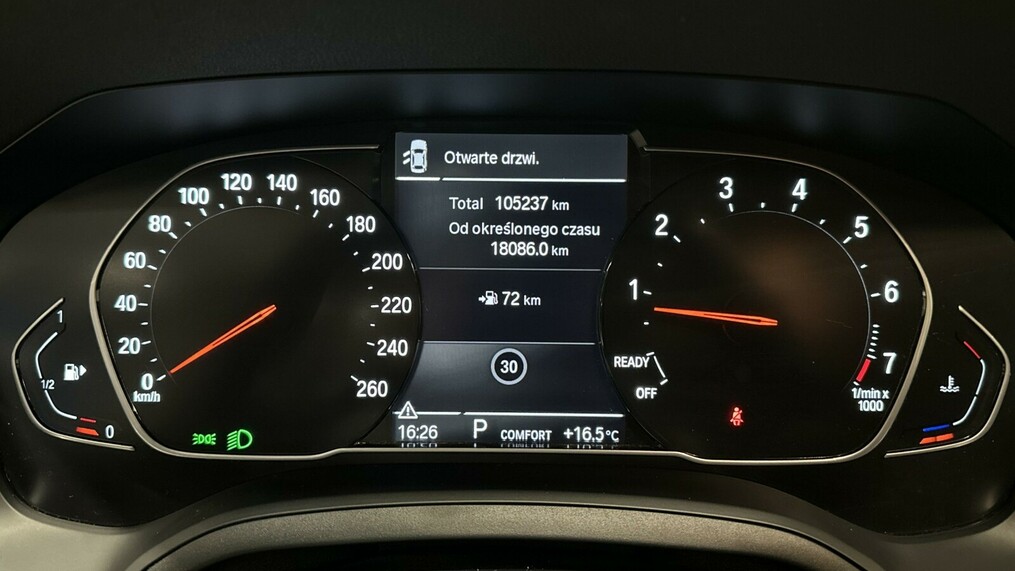 Otwarte drzwi.
Total 105237 km
Od określonego czasu
18086.0 km
72 km
30
16:26 P COMFORT +16.5°C
0
20
40
60
80
100
120
140
160
180
200
220
240
260
km/h
1
1/2
0
READY
OFF
1
2
3
4
5
6
7
1/min x
1000